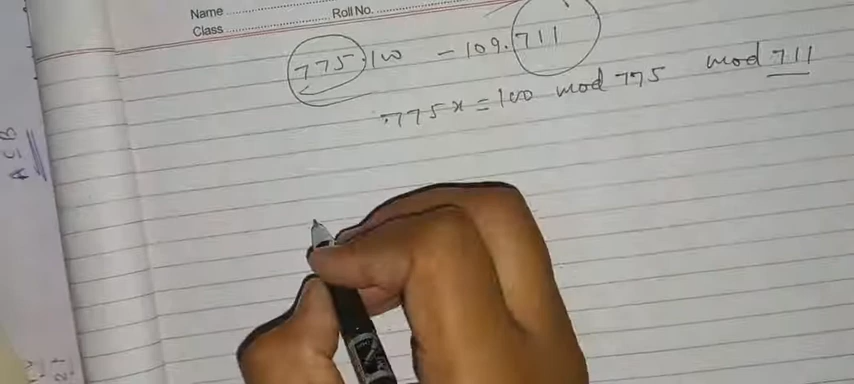 Name
Roll No.
Class
775.100 - 109.711
775x = 100 mod 775 mod 711